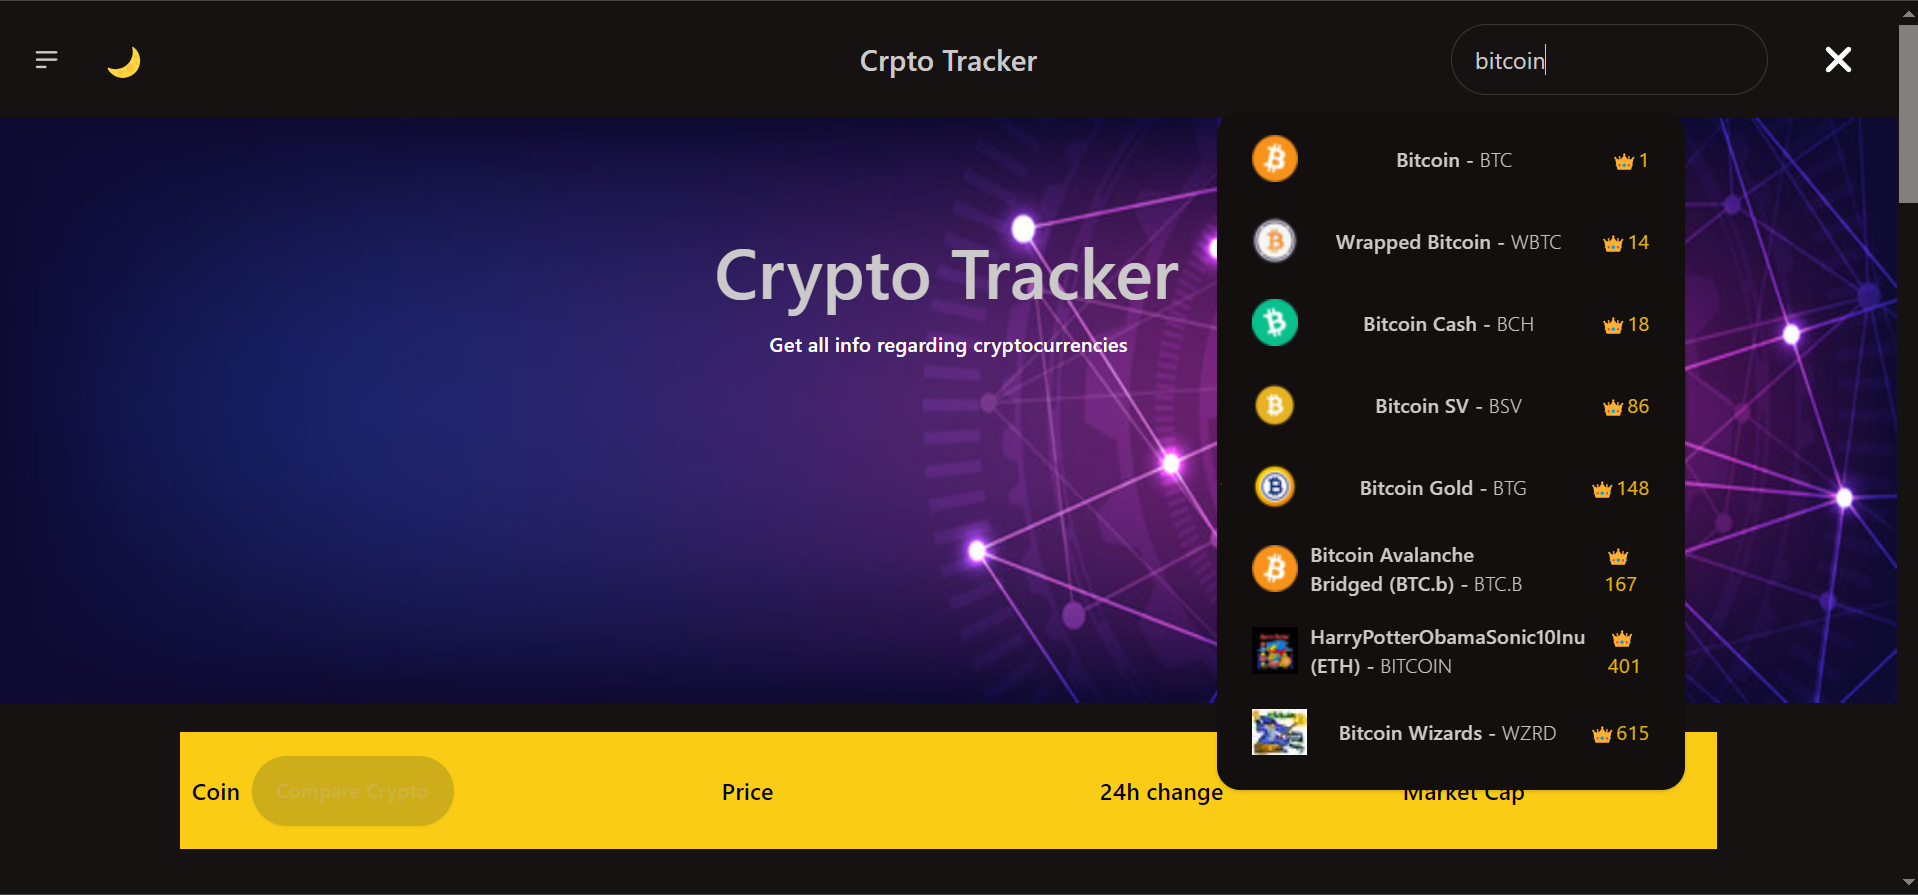 Crpto Tracker
bitcoin
Bitcoin - BTC 1
Wrapped Bitcoin - WBTC 14
Bitcoin Cash - BCH 18
Bitcoin SV - BSV 86
Bitcoin Gold - BTG 148
Bitcoin Avalanche
Bridged (BTC.b) - BTC.B
167
HarryPotterObamaSonic10Inu
(ETH) - BITCOIN
401
Bitcoin Wizards - WZRD 615
Crypto Tracker
Get all info regarding cryptocurrencies
Coin Compare Crypto Price 24h change Market Cap